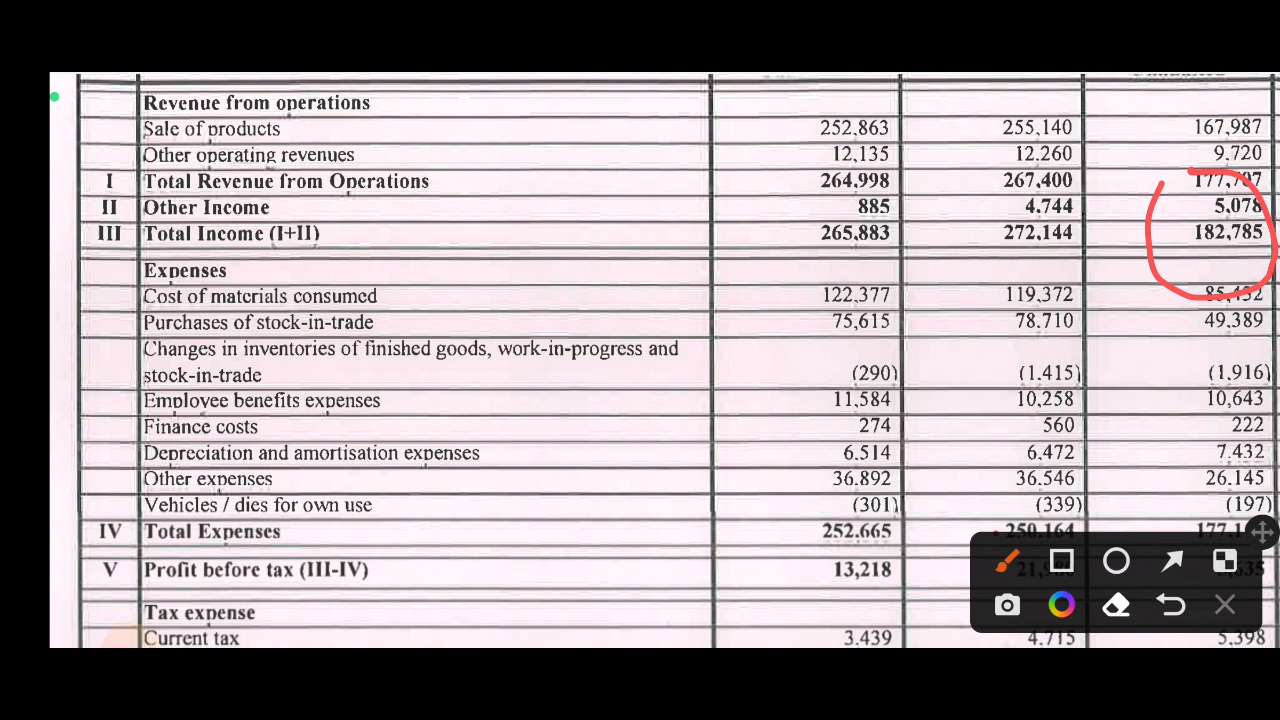 Revenue from operations
Sale of products 252,863 255,140 167,987
Other operating revenues 12,135 12.260 9,720
I Total Revenue from Operations 264,998 267,400
II Other Income 885 4,744 5,078
III Total Income (I+II) 265,883 272,144 182,785
Expenses
Cost of materials consumed 122,377 119,372
Purchases of stock-in-trade 75,615 78,710 49,389
Changes in inventories of finished goods, work-in-progress and
stock-in-trade (290) (1,415) (1,916)
Employee benefits expenses 11,584 10,258 10,643
Finance costs 274 560 222
Depreciation and amortisation expenses 6.514 6,472 7.432
Other expenses 36.892 36.546 26.145
Vehicles / dies for own use (301) (339) (197)
IV Total Expenses 252.665 250,164
V Profit before tax (III-IV) 13,218
Tax expense
Current tax 3.439 4,715 5,398